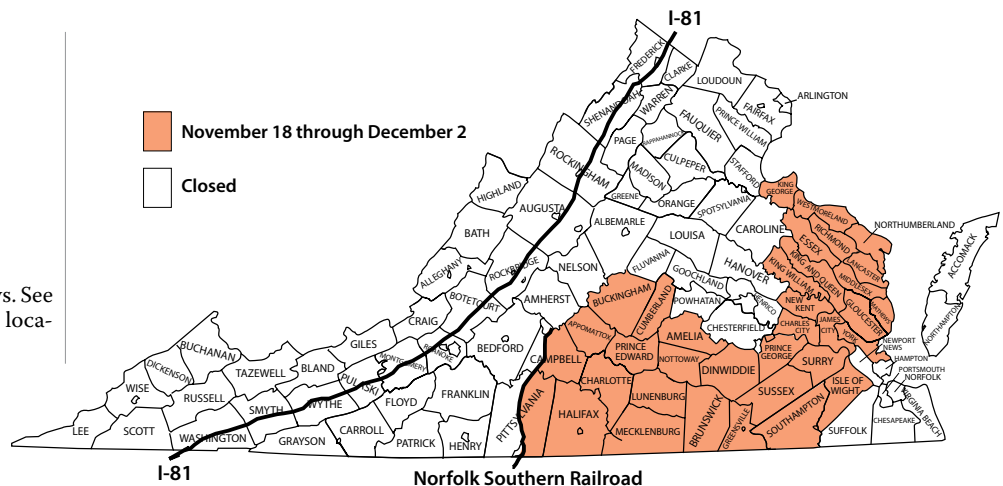 I-81
FREDERICK
CLARKE
LOUDOUN
ARLINGTON
SHENANDOAH
WARREN
FAIRFAX
FAUQUIER
PRINCE WILLIAM
November 18 through December 2
PAGE
RAPPAHANNOCK
CULPEPER
STAFFORD
Closed
ROCKINGHAM
MADISON
KING
GEORGE
HIGHLAND
GREENE
ORANGE
SPOTSYLVANIA
WESTMORELAND
AUGUSTA
ALBEMARLE
LOUISA
CAROLINE
RICHMOND
NORTHUMBERLAND
BATH
ESSEX
ACCOMACK
ALLEGHANY
ROCKBRIDGE
NELSON
FLUVANNA
GOOCHLAND
HANOVER
KING AND QUEEN
KING WILLIAM
LANCASTER
MIDDLESEX
ys. See
loca-
BOTETOURT
AMHERST
BUCKINGHAM
CUMBERLAND
POWHATAN
HENRICO
NEW
KENT
GLOUCESTER
MATHEWS
CRAIG
APPOMATTOX
CHESTERFIELD
CHARLES
CITY
JAMES
CITY
YORK
NORTHAMPTON
BUCHANAN
GILES
MONTGOMERY
ROANOKE
BEDFORD
CAMPBELL
PRINCE
EDWARD
AMELIA
NOTTOWAY
PRINCE
GEORGE
SURRY
NEWPORT
NEWS
HAMPTON
DICKENSON
TAZEWELL
BLAND
PULASKI
DINWIDDIE
PORTSMOUTH
NORFOLK
WISE
RUSSELL
SMYTH
WYTHE
FLOYD
FRANKLIN
PITTSYLVANIA
CHARLOTTE
LUNENBURG
SUSSEX
ISLE OF
WIGHT
VIRGINIA BEACH
LEE
SCOTT
WASHINGTON
GRAYSON
CARROLL
PATRICK
HENRY
HALIFAX
MECKLENBURG
BRUNSWICK
GREENSVILLE
SOUTHAMPTON
SUFFOLK
CHESAPEAKE
I-81
Norfolk Southern Railroad